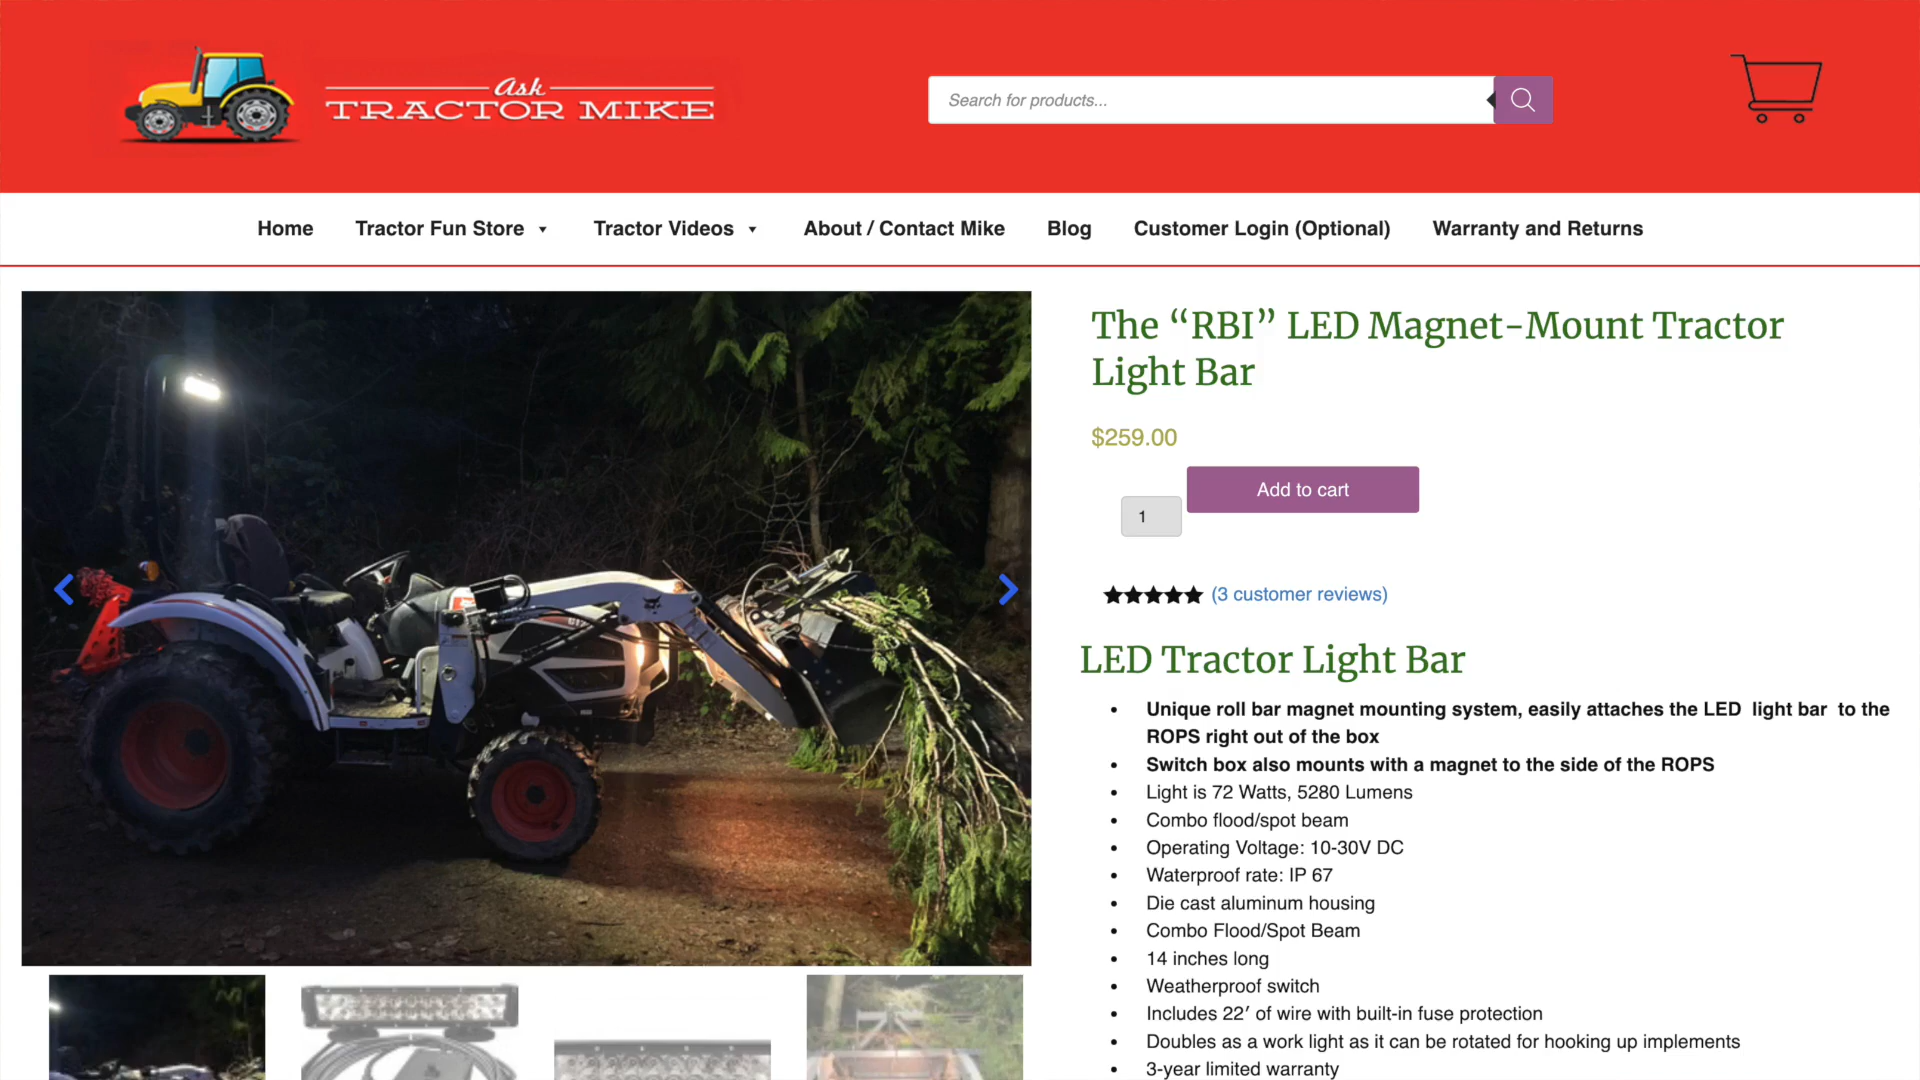 Ask
TRACTOR MIKE
Search for products...
Home
Tractor Fun Store
Tractor Videos
About / Contact Mike
Blog
Customer Login (Optional)
Warranty and Returns
The “RBI” LED Magnet-Mount Tractor
Light Bar
$259.00
Add to cart
1
(3 customer reviews)
LED Tractor Light Bar
• Unique roll bar magnet mounting system, easily attaches the LED light bar to the
ROPS right out of the box
• Switch box also mounts with a magnet to the side of the ROPS
• Light is 72 Watts, 5280 Lumens
• Combo flood/spot beam
• Operating Voltage: 10-30V DC
• Waterproof rate: IP 67
• Die cast aluminum housing
• Combo Flood/Spot Beam
• 14 inches long
• Weatherproof switch
• Includes 22′ of wire with built-in fuse protection
• Doubles as a work light as it can be rotated for hooking up implements
• 3-year limited warranty